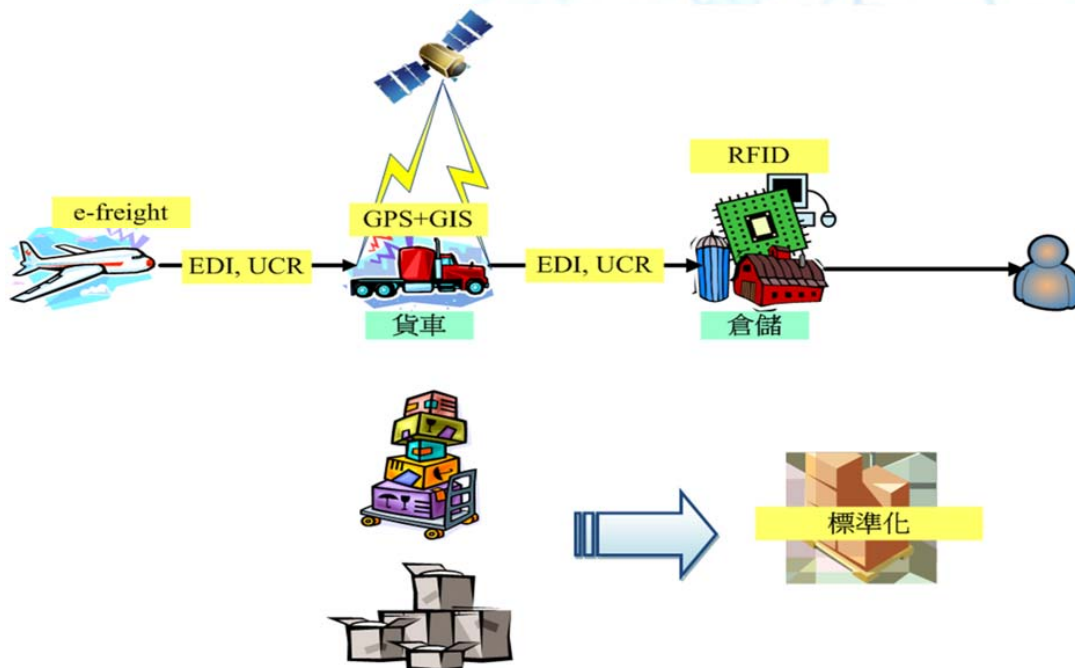 RFID
e-freight
GPS+GIS
EDI, UCR
EDI, UCR
貨車
倉儲
標準化